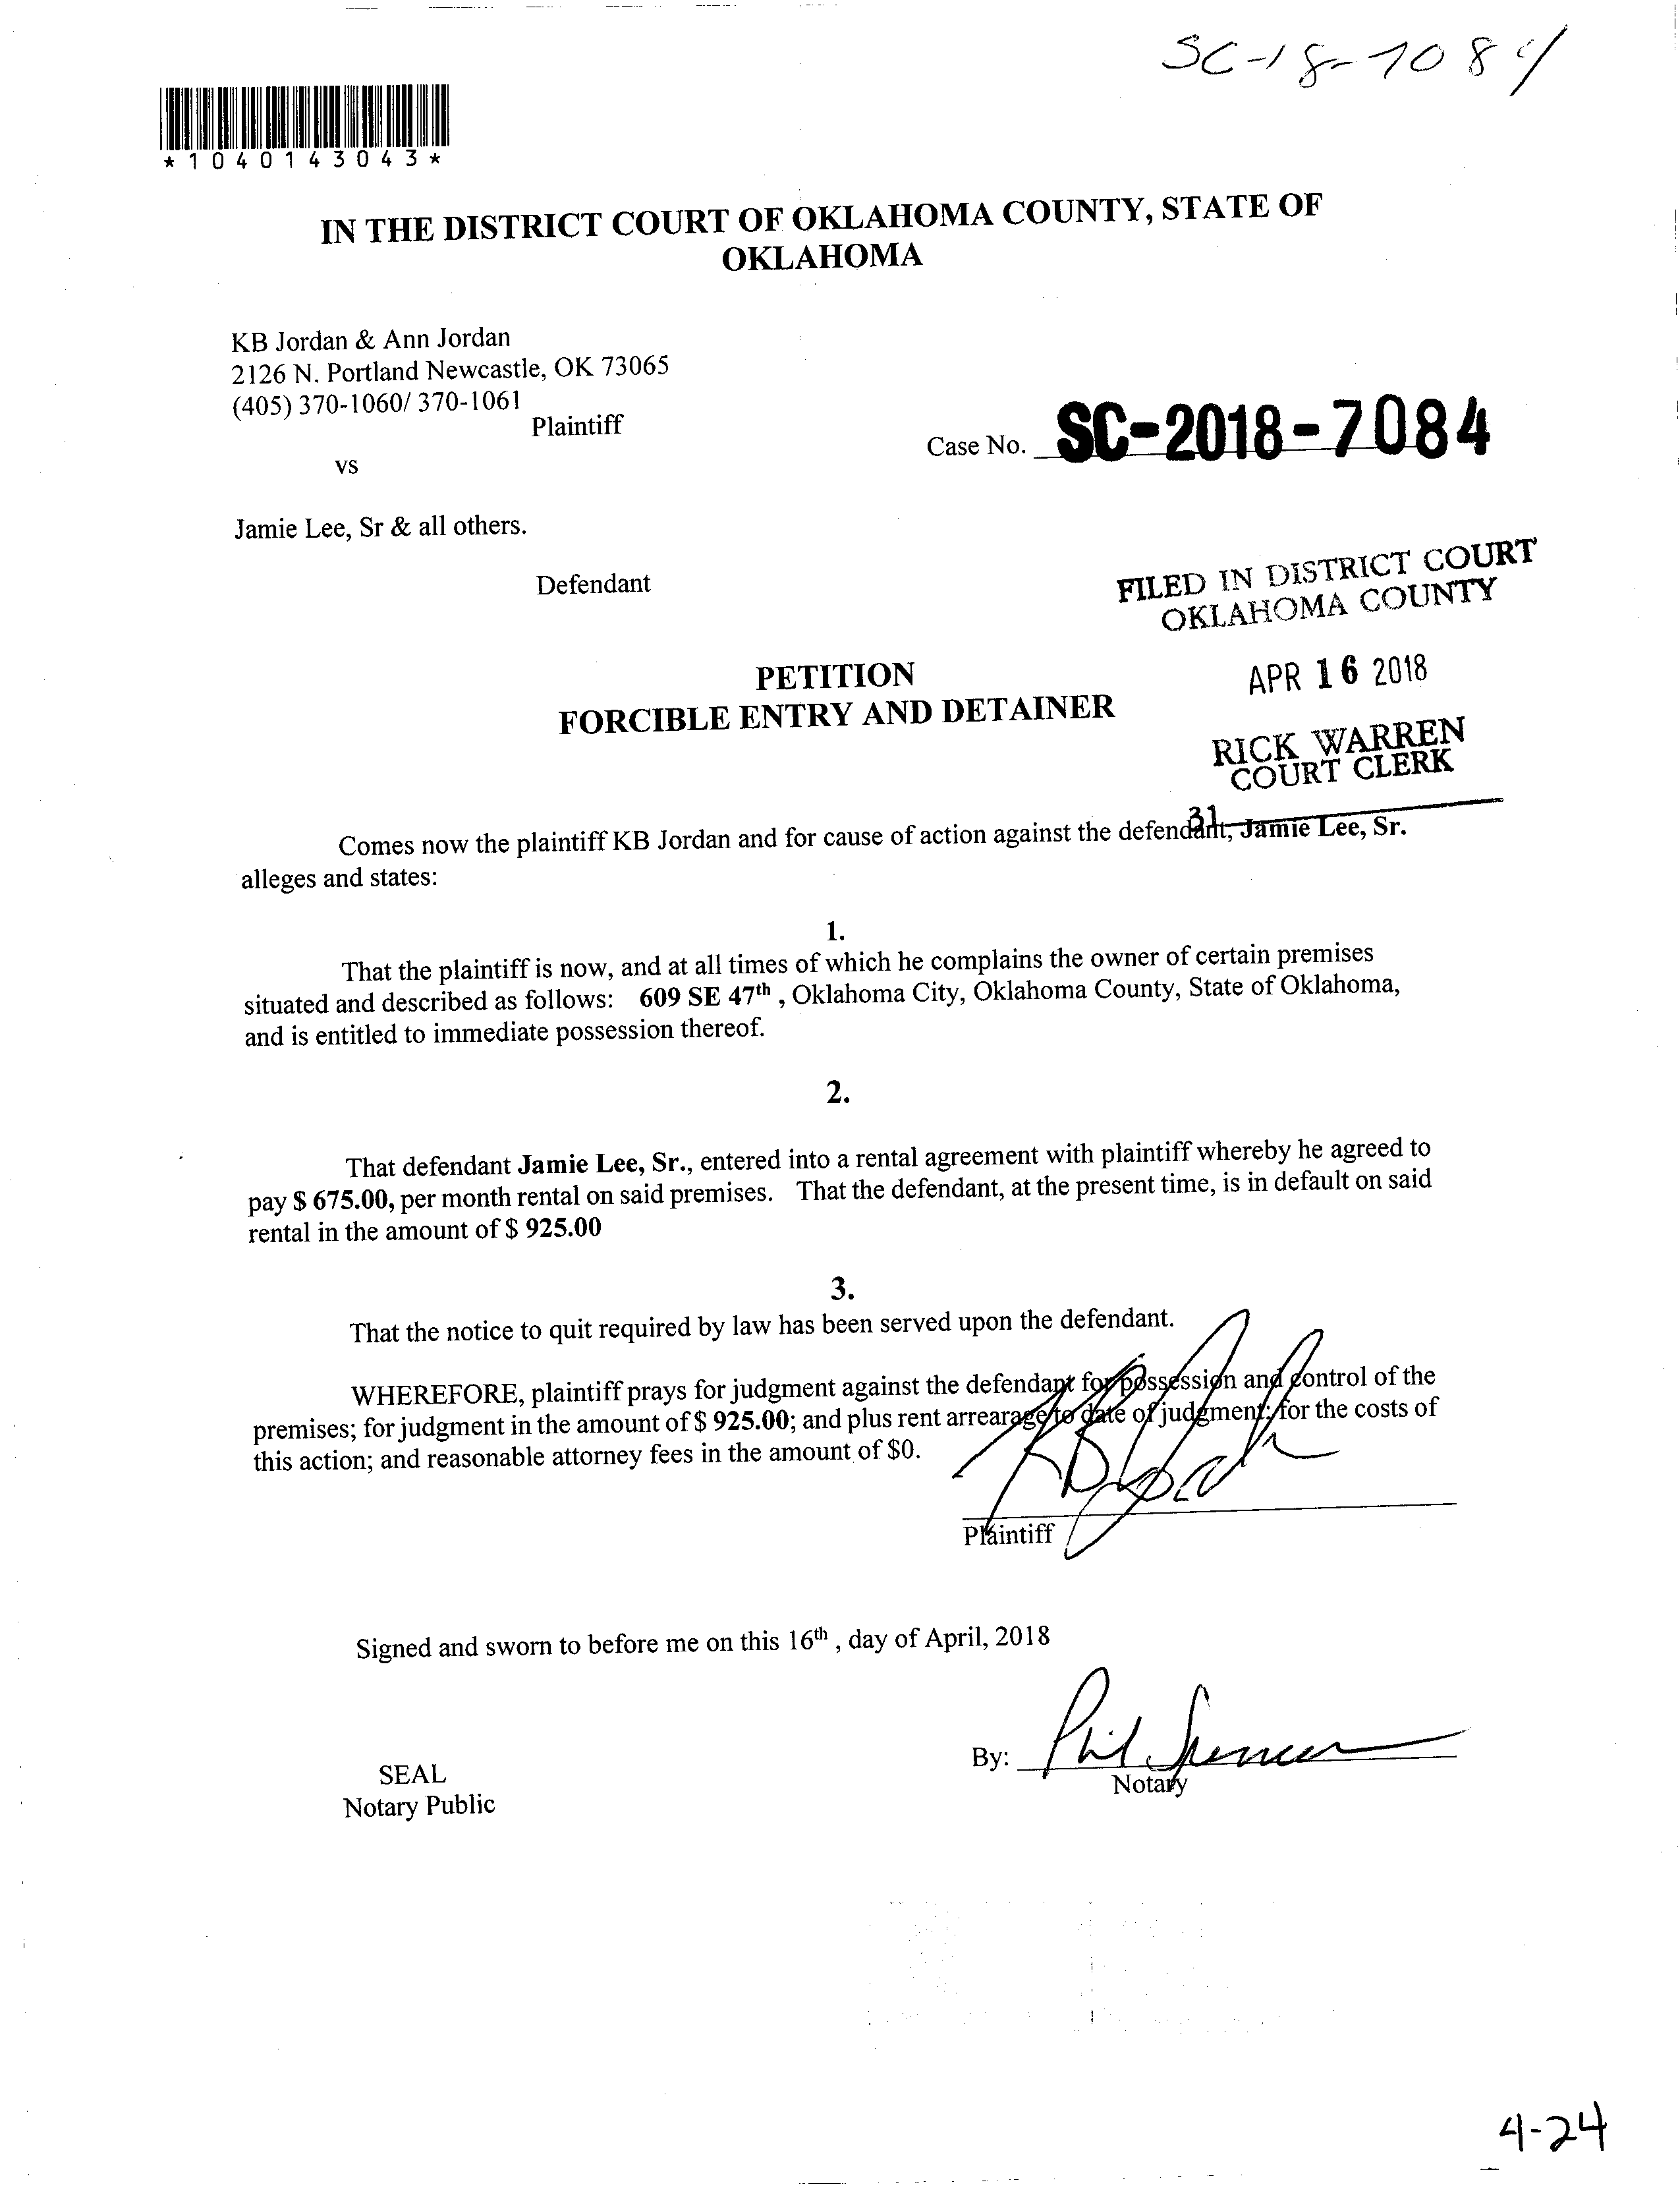 SC-18-7084
*1040143043*
IN THE DISTRICT COURT OF OKLAHOMA COUNTY, STATE OF
OKLAHOMA
KB Jordan & Ann Jordan
2126 N. Portland Newcastle, OK 73065
(405) 370-1060/ 370-1061
Plaintiff
Case No. SC-2018-7084
vs
Jamie Lee, Sr & all others.
Defendant
FILED IN DISTRICT COURT
OKLAHOMA COUNTY
PETITION
APR 16 2018
FORCIBLE ENTRY AND DETAINER
RICK WARREN
COURT CLERK
31
Comes now the plaintiff KB Jordan and for cause of action against the defendant, Jamie Lee, Sr.
alleges and states:
1.
That the plaintiff is now, and at all times of which he complains the owner of certain premises
situated and described as follows: 609 SE 47th , Oklahoma City, Oklahoma County, State of Oklahoma,
and is entitled to immediate possession thereof.
2.
That defendant Jamie Lee, Sr., entered into a rental agreement with plaintiff whereby he agreed to
pay $ 675.00, per month rental on said premises. That the defendant, at the present time, is in default on said
rental in the amount of $ 925.00
3.
That the notice to quit required by law has been served upon the defendant.
WHEREFORE, plaintiff prays for judgment against the defendant for possession and control of the
premises; for judgment in the amount of $ 925.00; and plus rent arrearage to date of judgment; for the costs of
this action; and reasonable attorney fees in the amount of $0.
KB Jordan
Plaintiff
Signed and sworn to before me on this 16th , day of April, 2018
By: Phil Spencer
Notary
SEAL
Notary Public
4-24